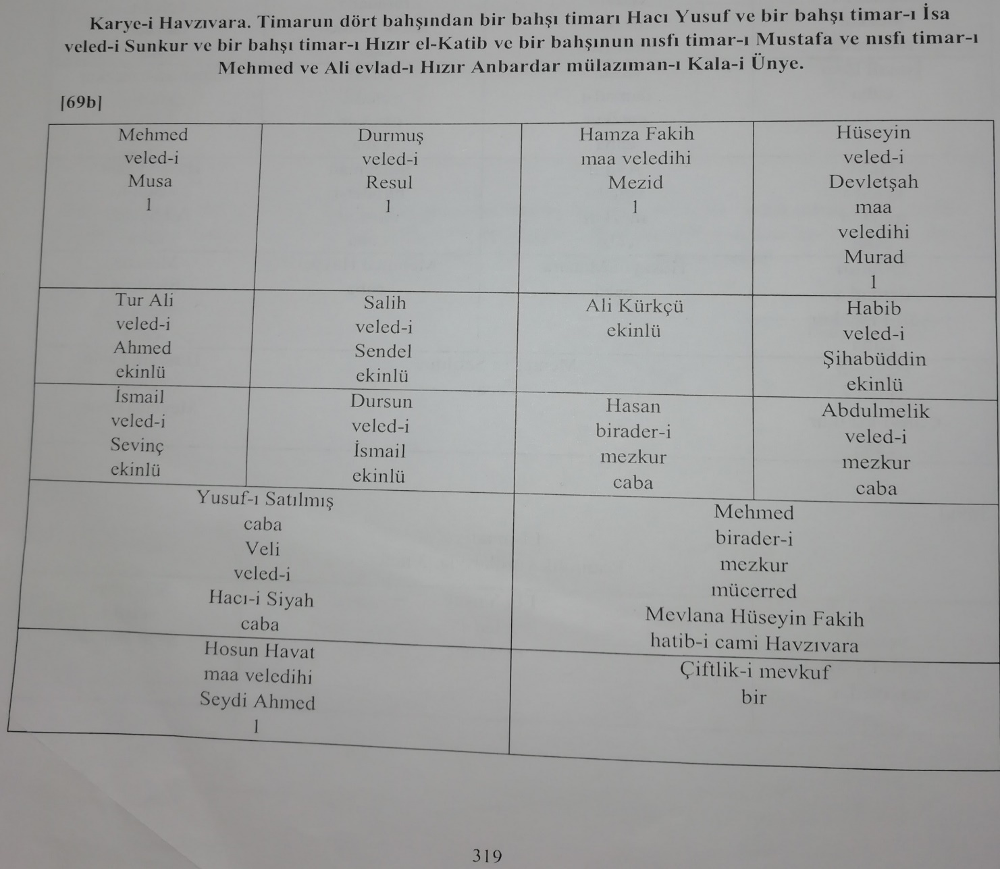 Karye-i Havzıvara. Timarun dört bahşından bir bahşı timarı Hacı Yusuf ve bir bahşı timar-ı İsa
veled-i Sunkur ve bir bahşı timar-ı Hızır el-Katib ve bir bahşınun nısfı timar-ı Mustafa ve nısfı timar-ı
Mehmed ve Ali evlad-ı Hızır Anbardar mülazıman-ı Kala-i Ünye.
[69b]
Mehmed
veled-i
Musa
1
Durmuş
veled-i
Resul
1
Hamza Fakih
maa veledihi
Mezid
1
Hüseyin
veled-i
Devletşah
maa
veledihi
Murad
1
Tur Ali
veled-i
Ahmed
ekinlü
Salih
veled-i
Sendel
ekinlü
Ali Kürkçü
ekinlü
Habib
veled-i
Şihabüddin
ekinlü
İsmail
veled-i
Sevinç
ekinlü
Dursun
veled-i
İsmail
ekinlü
Hasan
birader-i
mezkur
caba
Abdulmelik
veled-i
mezkur
caba
Yusuf-ı Satılmış
caba
Veli
veled-i
Hacı-i Siyah
caba
Mehmed
birader-i
mezkur
mücerred
Mevlana Hüseyin Fakih
hatib-i cami Havzıvara
Hosun Havat
maa veledihi
Seydi Ahmed
1
Çiftlik-i mevkuf
bir
319